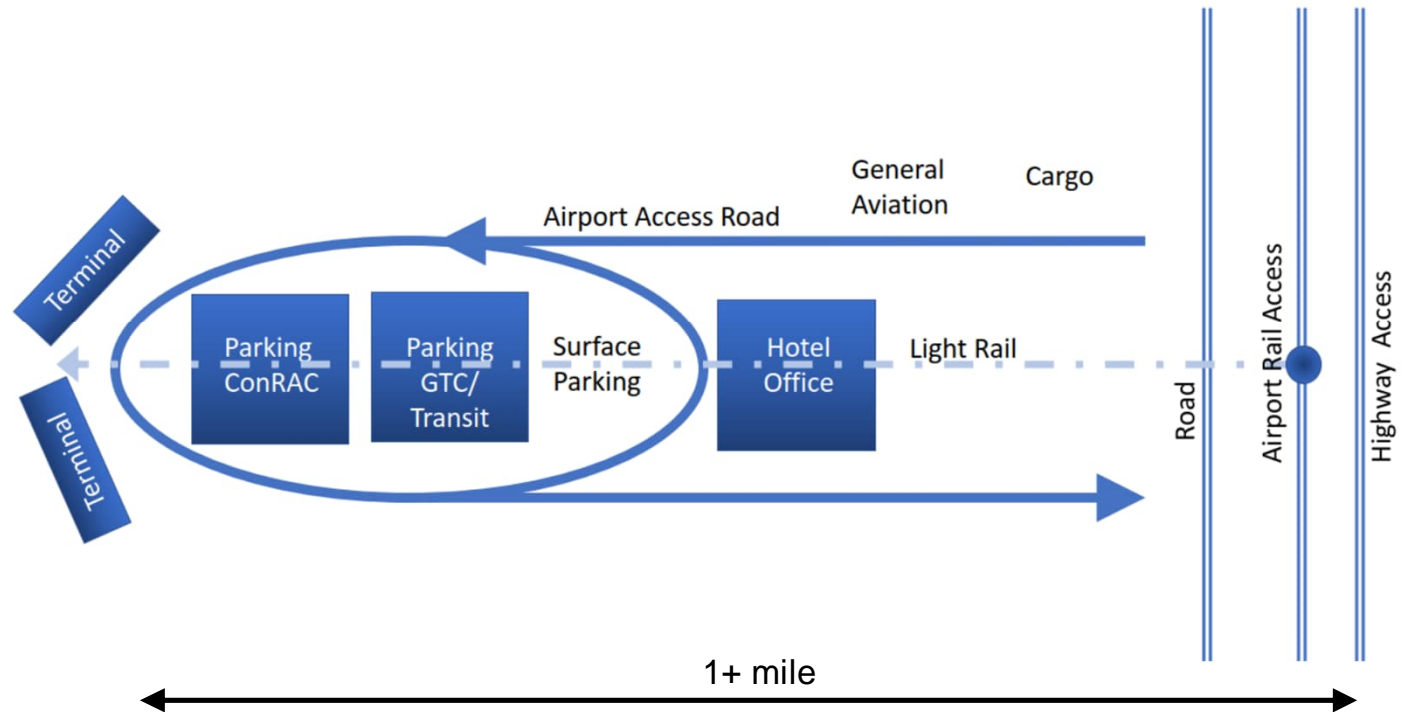 General
Aviation
Cargo
Airport Access Road
Terminal
Terminal
Parking
ConRAC
Parking
GTC/
Transit
Surface
Parking
Hotel
Office
Light Rail
Road
Airport Rail Access
Highway Access
1+ mile